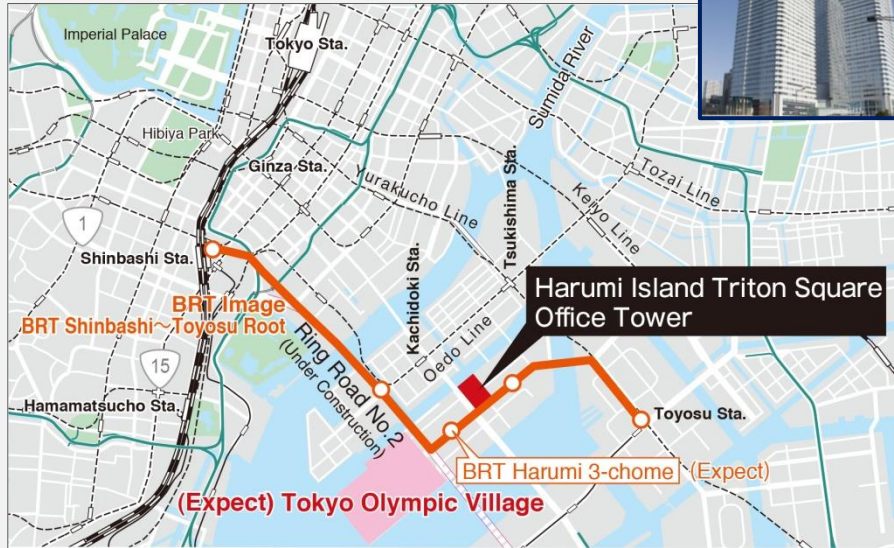 Imperial Palace
Tokyo Sta.
Hibiya Park
Ginza Sta.
Sumida River
Yurakucho Line
Tsukishima Sta.
Keiyo Line
Tozai Line
1
Shinbashi Sta.
BRT Image
BRT Shinbashi～Toyosu Root
Kachidoki Sta.
Harumi Island Triton Square
Office Tower
Oedo Line
Ring Road No.2
(Under Construction)
15
Hamamatsucho Sta.
Toyosu Sta.
BRT Harumi 3-chome (Expect)
(Expect) Tokyo Olympic Village